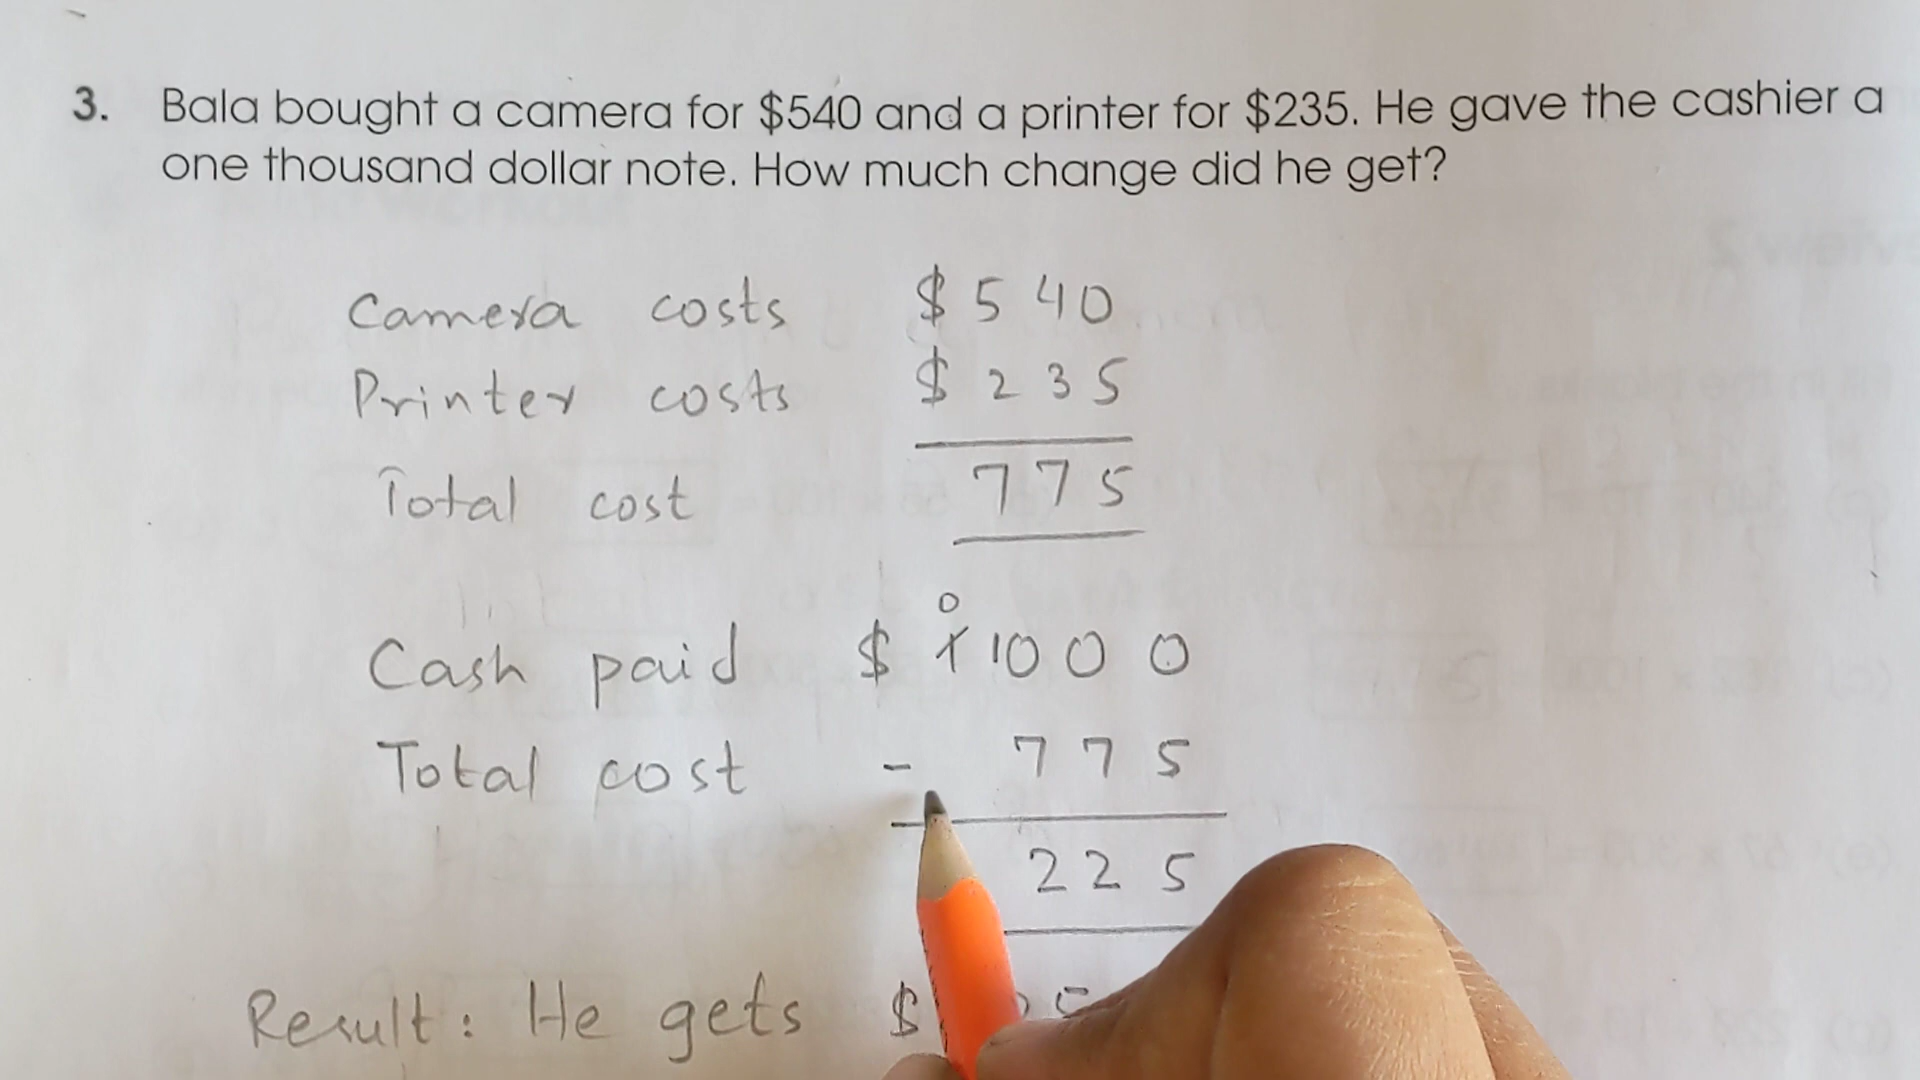 3. Bala bought a camera for $540 and a printer for $235. He gave the cashier a
one thousand dollar note. How much change did he get?
Camera costs $540
Printer costs $235
Total cost 775
0
Cash paid $ 1 1000
Total cost - 775
225
Result: He gets $